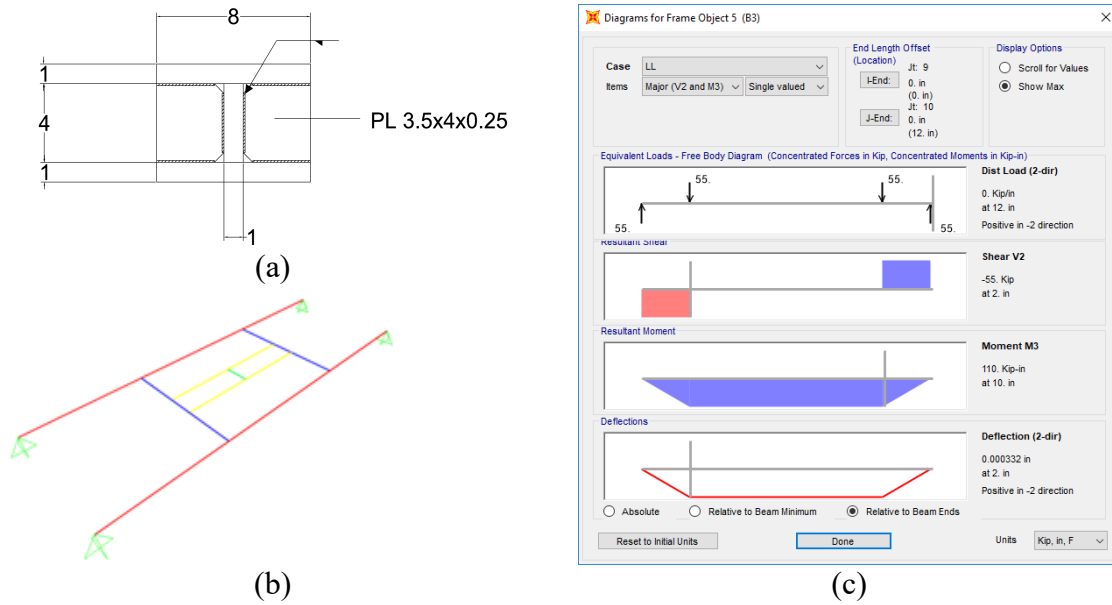 8
1
4
1
PL 3.5x4x0.25
1
(a)
(b)
Diagrams for Frame Object 5 (B3)
Case LL
Items Major (V2 and M3) Single valued
End Length Offset
(Location)
I-End: Jt: 9
0. in
(0. in)
J-End: Jt: 10
0. in
(12. in)
Display Options
Scroll for Values
Show Max
Equivalent Loads - Free Body Diagram (Concentrated Forces in Kip, Concentrated Moments in Kip-in)
55. 55.
55. 55.
Dist Load (2-dir)
0. Kip/in
at 12. in
Positive in -2 direction
Resultant Shear
Shear V2
-55. Kip
at 2. in
Resultant Moment
Moment M3
110. Kip-in
at 10. in
Deflections
Deflection (2-dir)
0.000332 in
at 2. in
Positive in -2 direction
Absolute Relative to Beam Minimum Relative to Beam Ends
Reset to Initial Units Done Units Kip, in, F
(c)